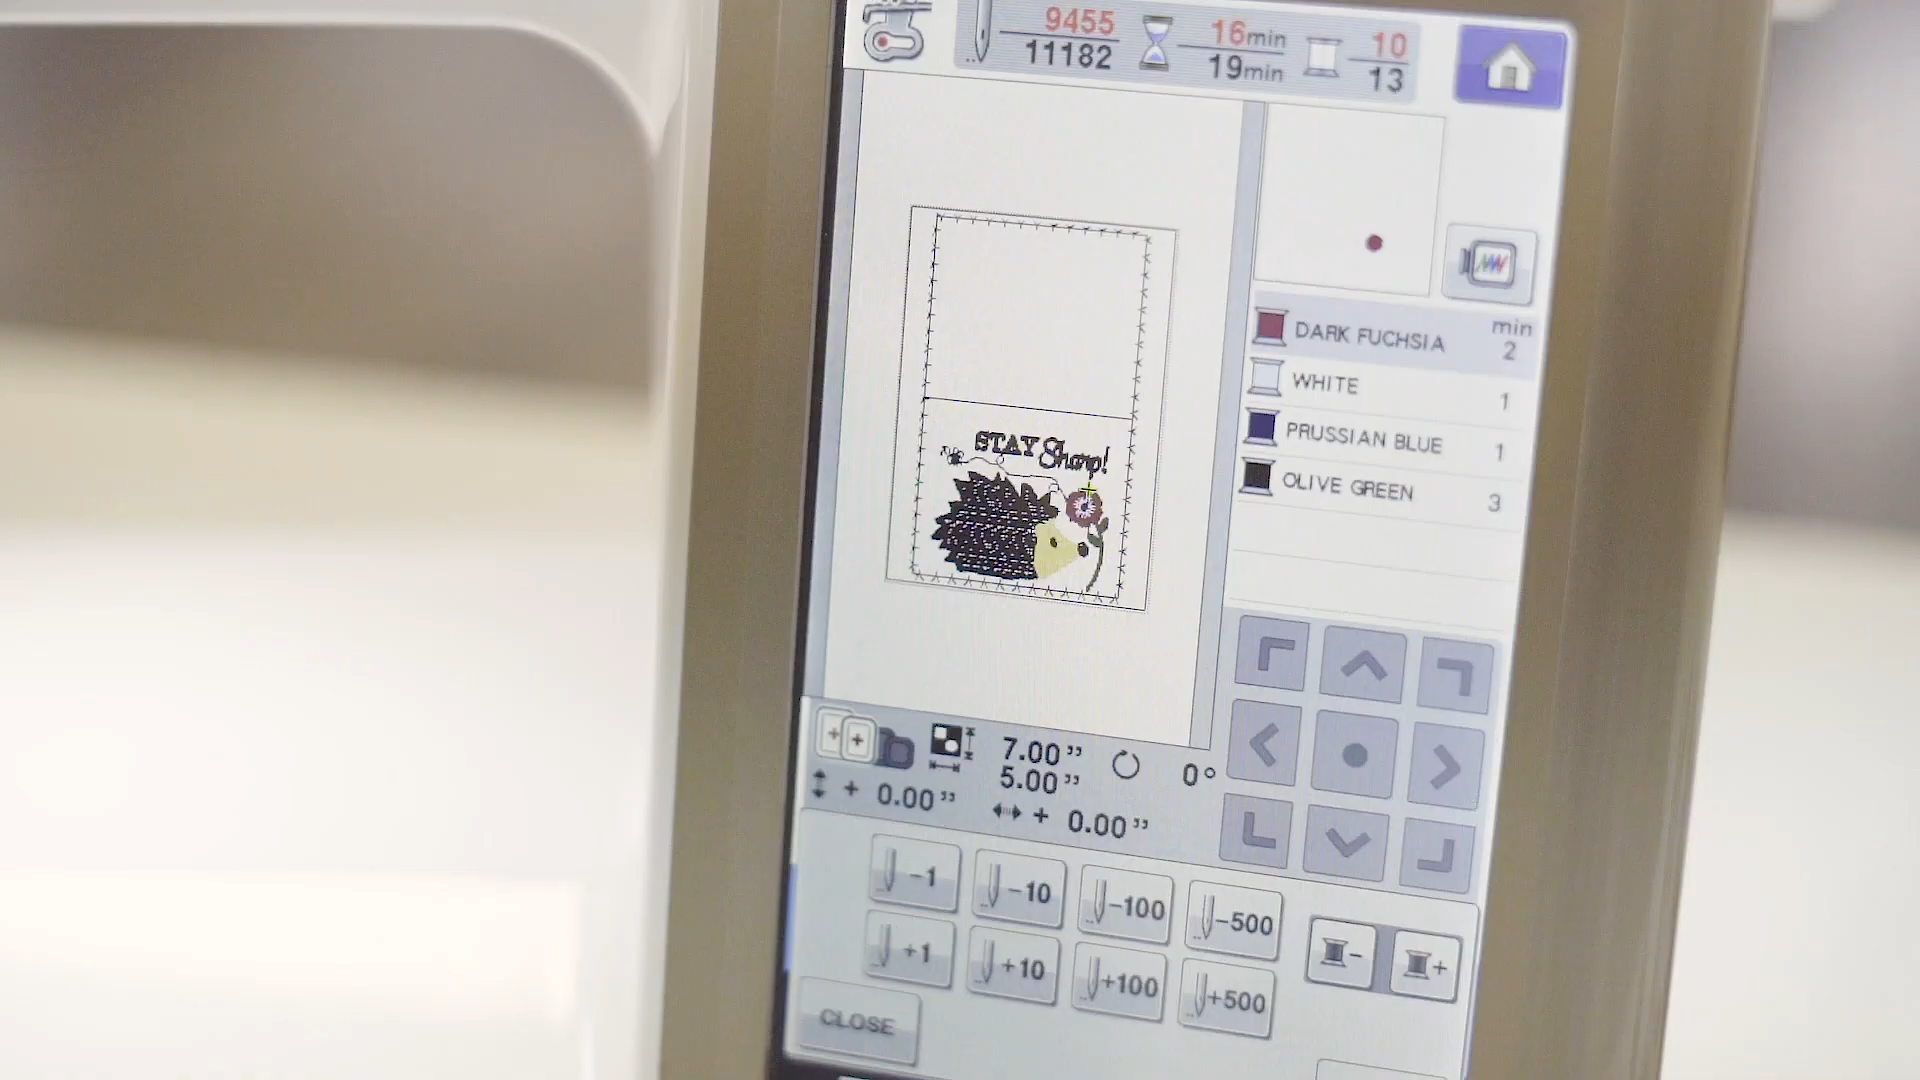 9455 16min 10
11182 19min 13
STAY Sharp!
DARK FUCHSIA min 2
WHITE 1
PRUSSIAN BLUE 1
OLIVE GREEN 3
7.00"
5.00" 0°
+ 0.00" + 0.00"
-1 -10 -100 -500
+1 +10 +100 +500
- +
CLOSE